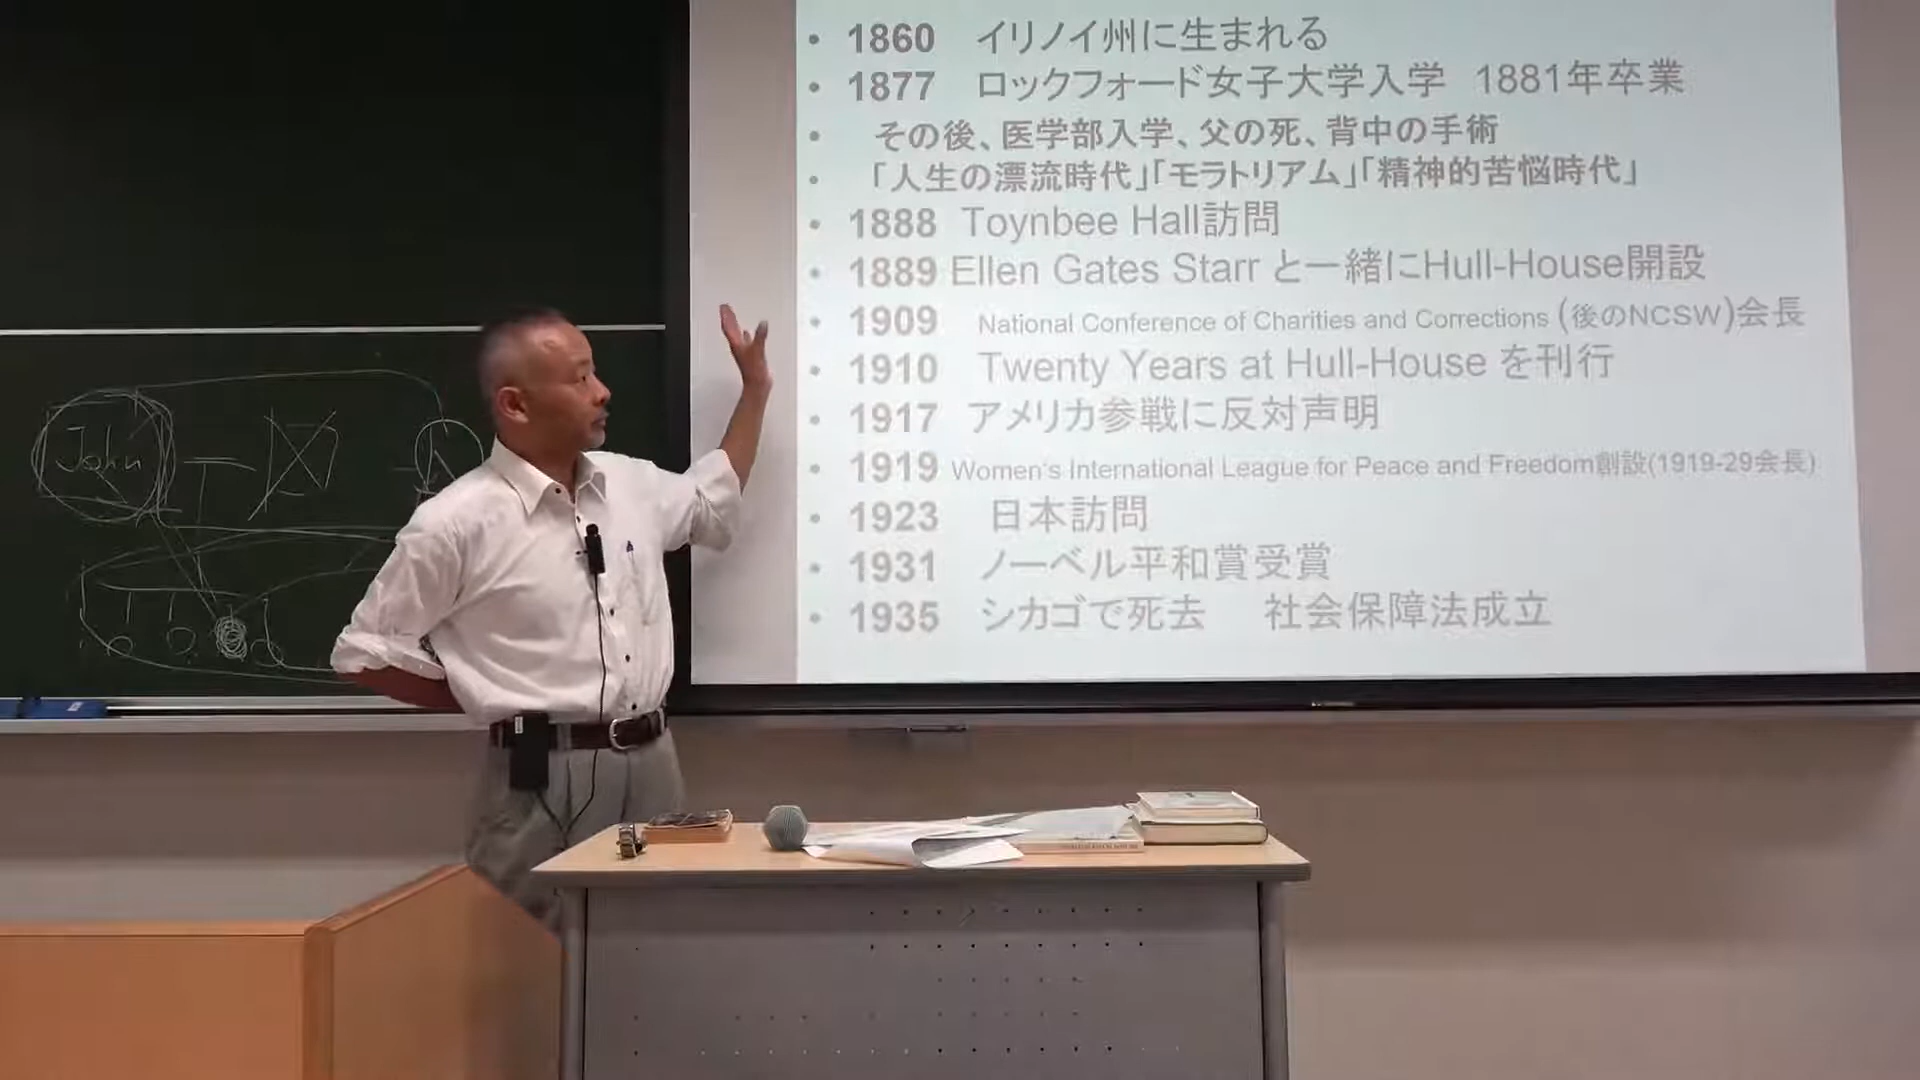 • 1860 イリノイ州に生まれる
• 1877 ロックフォード女子大学入学 1881年卒業
• その後、医学部入学、父の死、背中の手術
• 「人生の漂流時代」「モラトリアム」「精神的苦悩時代」
• 1888 Toynbee Hall訪問
• 1889 Ellen Gates Starr と一緒にHull-House開設
• 1909 National Conference of Charities and Corrections (後のNCSW)会長
• 1910 Twenty Years at Hull-House を刊行
• 1917 アメリカ参戦に反対声明
• 1919 Women's International League for Peace and Freedom創設(1919-29会長)
• 1923 日本訪問
• 1931 ノーベル平和賞受賞
• 1935 シカゴで死去 社会保障法成立
John